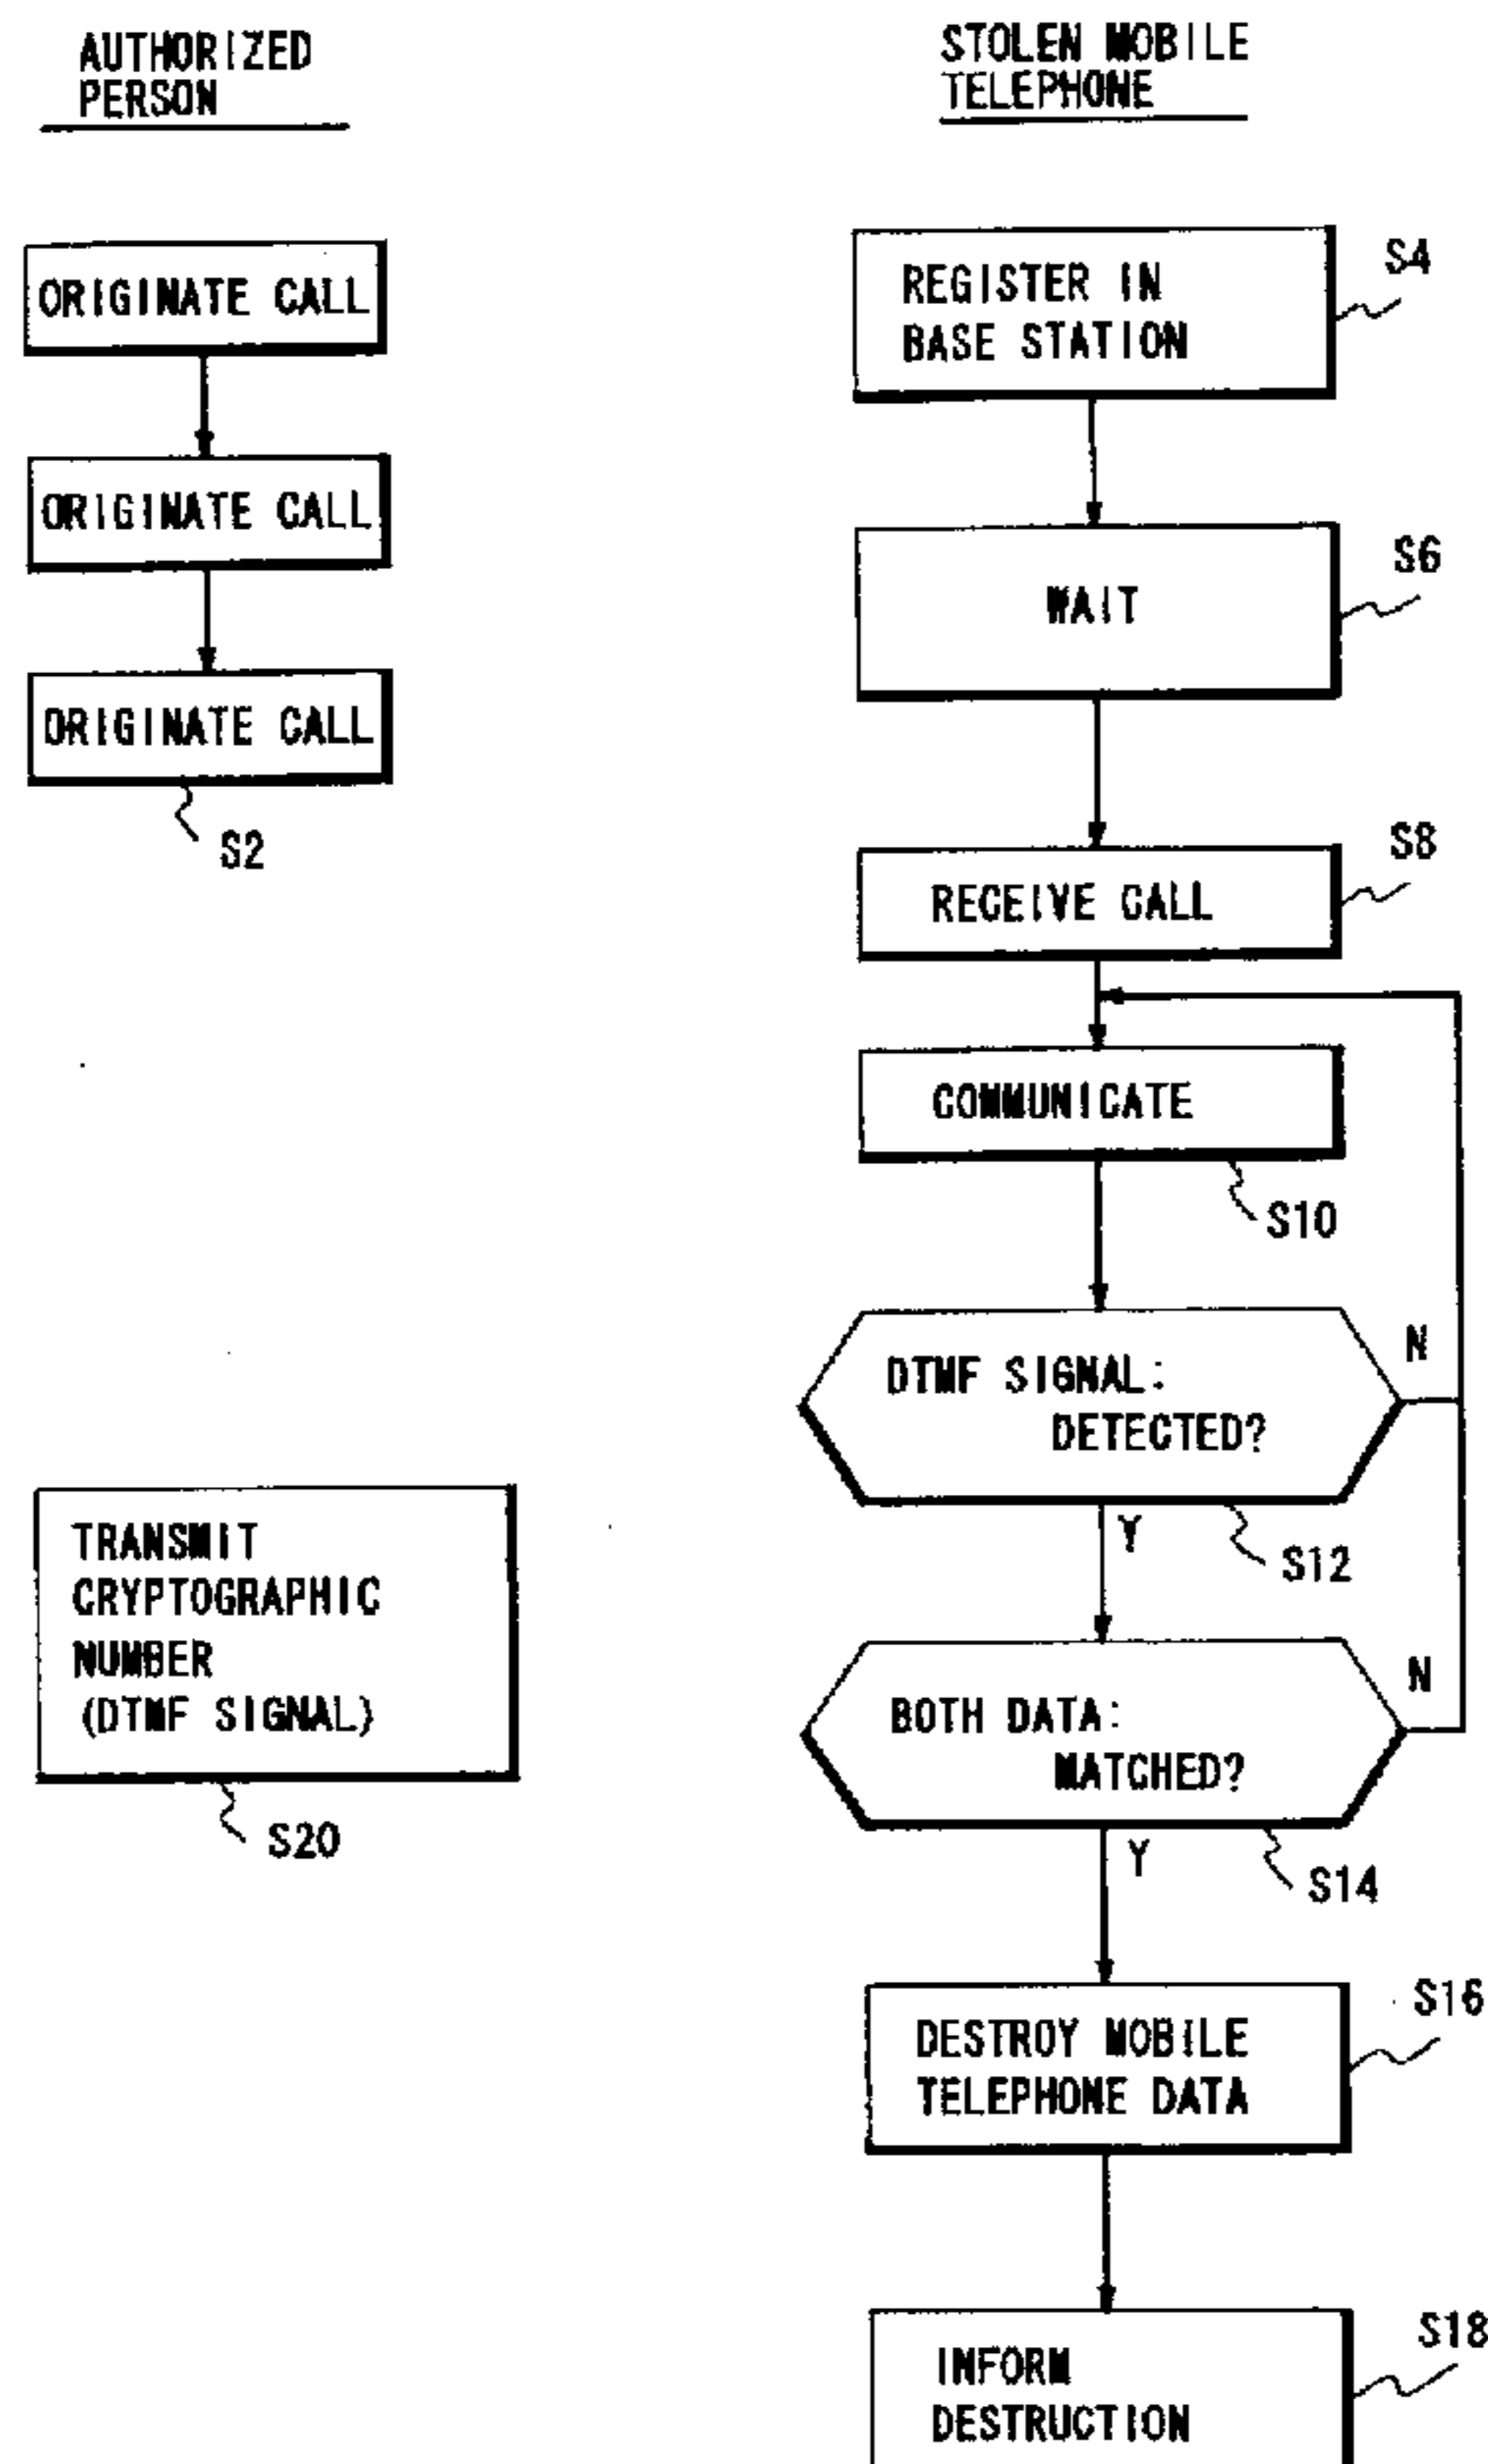 AUTHORIZED
PERSON
ORIGINATE CALL
ORIGINATE CALL
ORIGINATE CALL
S2
TRANSMIT
CRYPTOGRAPHIC
NUMBER
(DTMF SIGNAL)
S20
STOLEN MOBILE
TELEPHONE
REGISTER IN
BASE STATION
S4
WAIT
S6
RECEIVE CALL
S8
COMMUNICATE
S10
DTMF SIGNAL:
DETECTED?
N
Y
S12
BOTH DATA:
MATCHED?
N
Y
S14
DESTROY MOBILE
TELEPHONE DATA
S16
INFORM
DESTRUCTION
S18